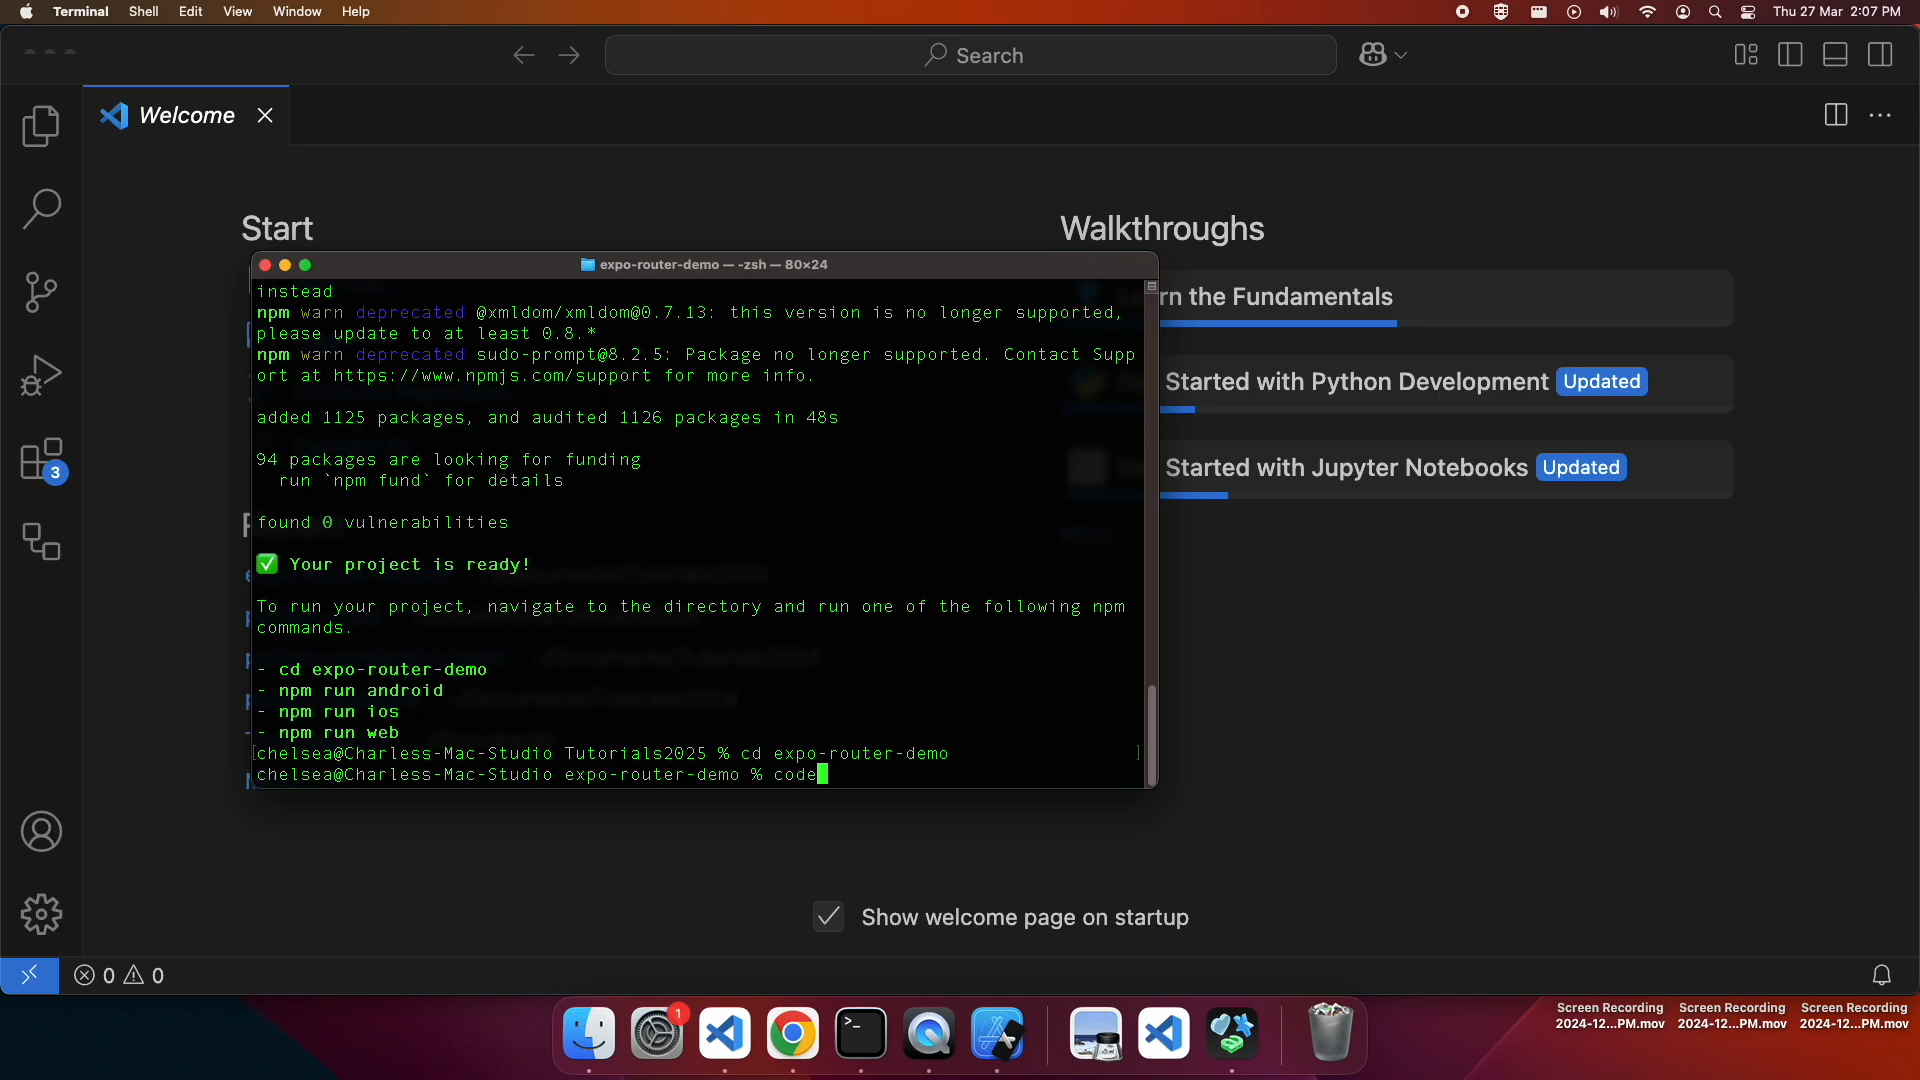 Terminal Shell Edit View Window Help
Thu 27 Mar 2:07 PM
Search
Welcome
Start
Walkthroughs
expo-router-demo — -zsh — 80×24
instead
npm warn deprecated @xmldom/xmldom@0.7.13: this version is no longer supported,
please update to at least 0.8.*
npm warn deprecated sudo-prompt@8.2.5: Package no longer supported. Contact Supp
ort at https://www.npmjs.com/support for more info.
added 1125 packages, and audited 1126 packages in 48s
94 packages are looking for funding
run `npm fund` for details
found 0 vulnerabilities
✅ Your project is ready!
To run your project, navigate to the directory and run one of the following npm
commands.
- cd expo-router-demo
- npm run android
- npm run ios
- npm run web
[chelsea@Charless-Mac-Studio Tutorials2025 % cd expo-router-demo ]
chelsea@Charless-Mac-Studio expo-router-demo % code
rn the Fundamentals
Started with Python Development Updated
Started with Jupyter Notebooks Updated
3
Show welcome page on startup
0 0
1
Screen Recording
2024-12...PM.mov
Screen Recording
2024-12...PM.mov
Screen Recording
2024-12...PM.mov